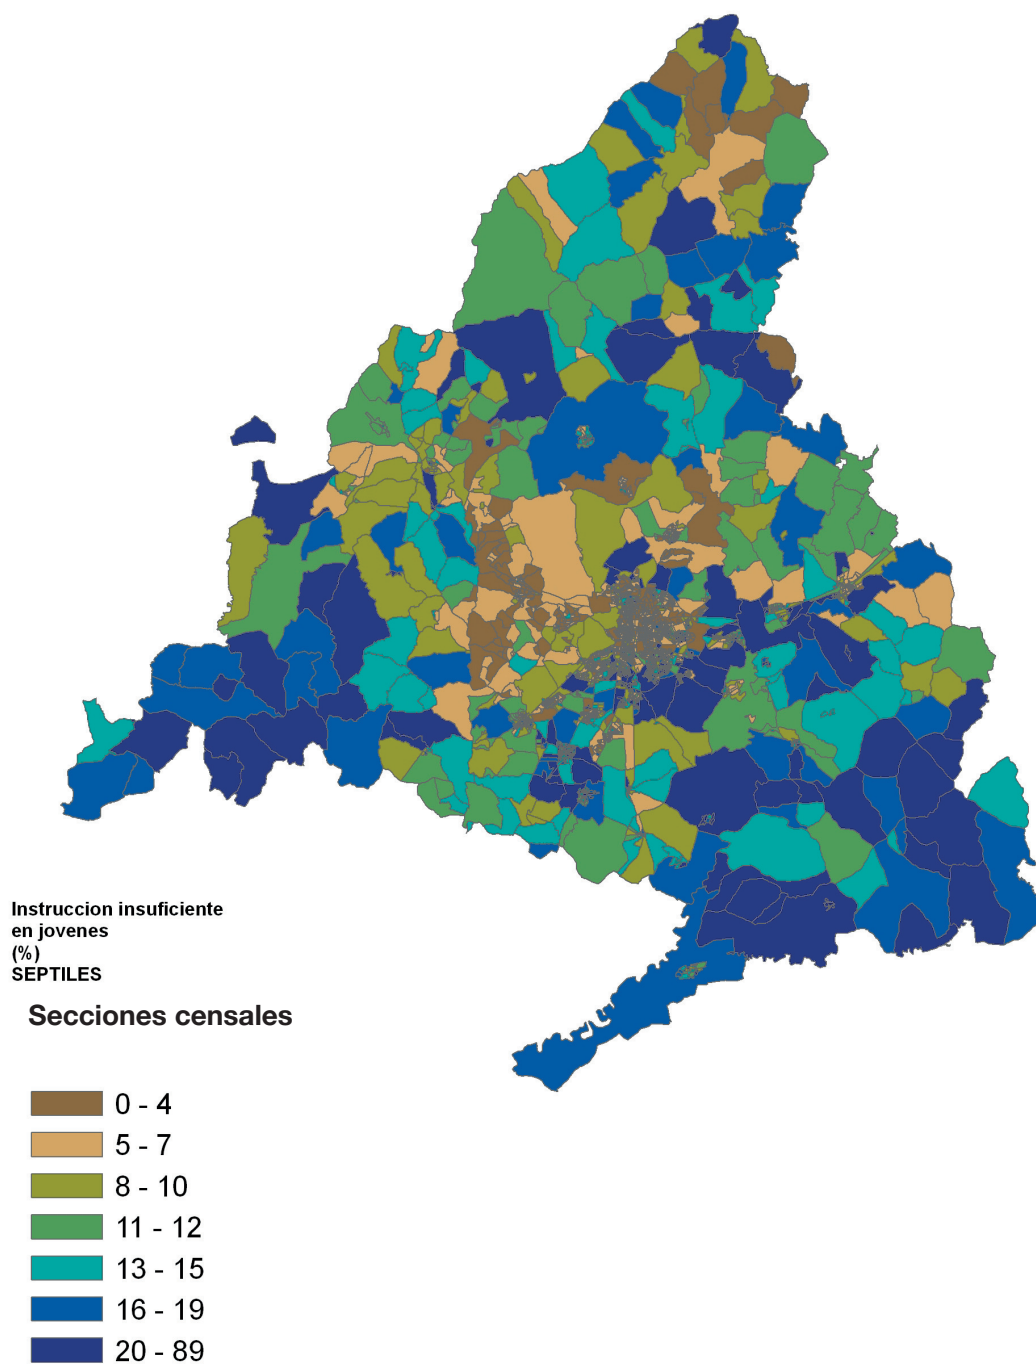 Instruccion insuficiente
en jovenes
(%)
SEPTILES
Secciones censales
0 - 4
5 - 7
8 - 10
11 - 12
13 - 15
16 - 19
20 - 89